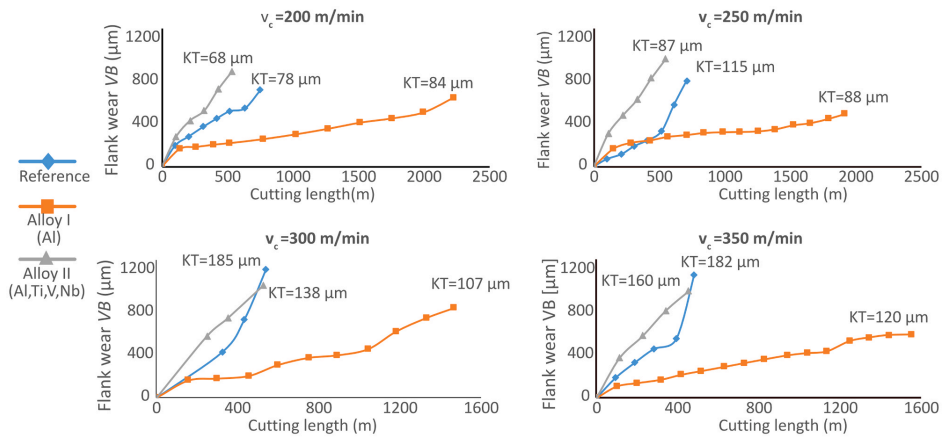 v_c=200 m/min
Flank wear VB (μm)
1200
800
400
0
KT=68 μm
KT=78 μm
KT=84 μm
0 500 1000 1500 2000 2500
Cutting length(m)
v_c=250 m/min
Flank wear VB (μm)
1200
800
400
0
KT=87 μm
KT=115 μm
KT=88 μm
0 500 1000 1500 2000 2500
Cutting length (m)
Reference
Alloy I
(Al)
Alloy II
(Al,Ti,V,Nb)
v_c=300 m/min
Flank wear VB (μm)
1200
800
400
0
KT=185 μm
KT=138 μm
KT=107 μm
0 400 800 1200 1600
Cutting length (m)
v_c=350 m/min
Flank wear VB [μm]
1200
800
400
0
KT=182 μm
KT=160 μm
KT=120 μm
0 400 800 1200 1600
Cutting length (m)